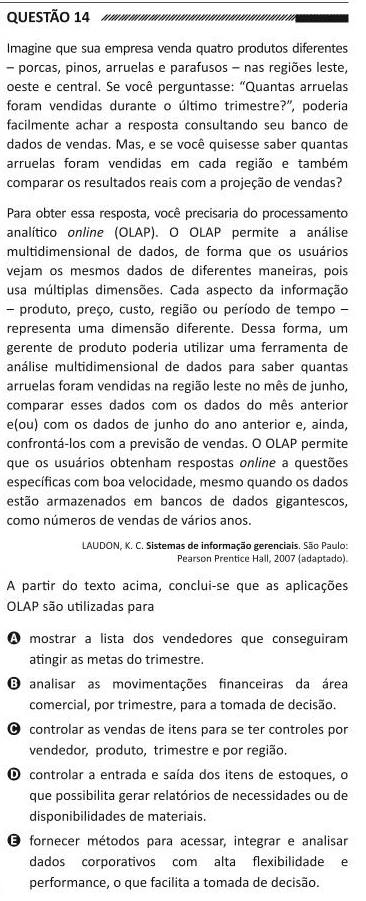 QUESTÃO 14
Imagine que sua empresa venda quatro produtos diferentes
– porcas, pinos, arruelas e parafusos – nas regiões leste,
oeste e central. Se você perguntasse: “Quantas arruelas
foram vendidas durante o último trimestre?”, poderia
facilmente achar a resposta consultando seu banco de
dados de vendas. Mas, e se você quisesse saber quantas
arruelas foram vendidas em cada região e também
comparar os resultados reais com a projeção de vendas?
Para obter essa resposta, você precisaria do processamento
analítico online (OLAP). O OLAP permite a análise
multidimensional de dados, de forma que os usuários
vejam os mesmos dados de diferentes maneiras, pois
usa múltiplas dimensões. Cada aspecto da informação
– produto, preço, custo, região ou período de tempo –
representa uma dimensão diferente. Dessa forma, um
gerente de produto poderia utilizar uma ferramenta de
análise multidimensional de dados para saber quantas
arruelas foram vendidas na região leste no mês de junho,
comparar esses dados com os dados do mês anterior
e(ou) com os dados de junho do ano anterior e, ainda,
confrontá-los com a previsão de vendas. O OLAP permite
que os usuários obtenham respostas online a questões
específicas com boa velocidade, mesmo quando os dados
estão armazenados em bancos de dados gigantescos,
como números de vendas de vários anos.
LAUDON, K. C. Sistemas de informação gerenciais. São Paulo:
Pearson Prentice Hall, 2007 (adaptado).
A partir do texto acima, conclui-se que as aplicações
OLAP são utilizadas para
A mostrar a lista dos vendedores que conseguiram
atingir as metas do trimestre.
B analisar as movimentações financeiras da área
comercial, por trimestre, para a tomada de decisão.
C controlar as vendas de itens para se ter controles por
vendedor, produto, trimestre e por região.
D controlar a entrada e saída dos itens de estoques, o
que possibilita gerar relatórios de necessidades ou de
disponibilidades de materiais.
E fornecer métodos para acessar, integrar e analisar
dados corporativos com alta flexibilidade e
performance, o que facilita a tomada de decisão.